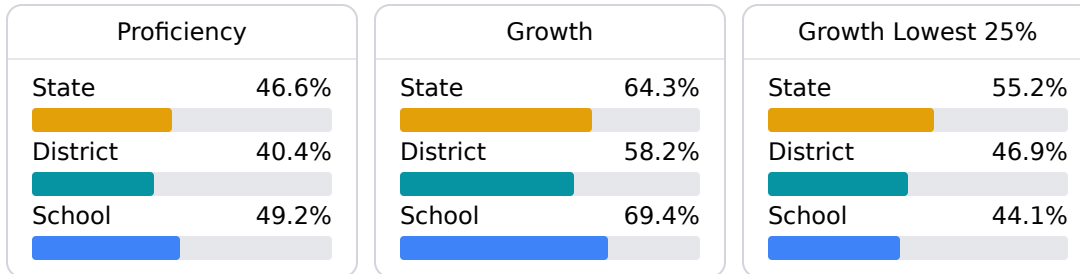 Proficiency
State 46.6%
District 40.4%
School 49.2%
Growth
State 64.3%
District 58.2%
School 69.4%
Growth Lowest 25%
State 55.2%
District 46.9%
School 44.1%